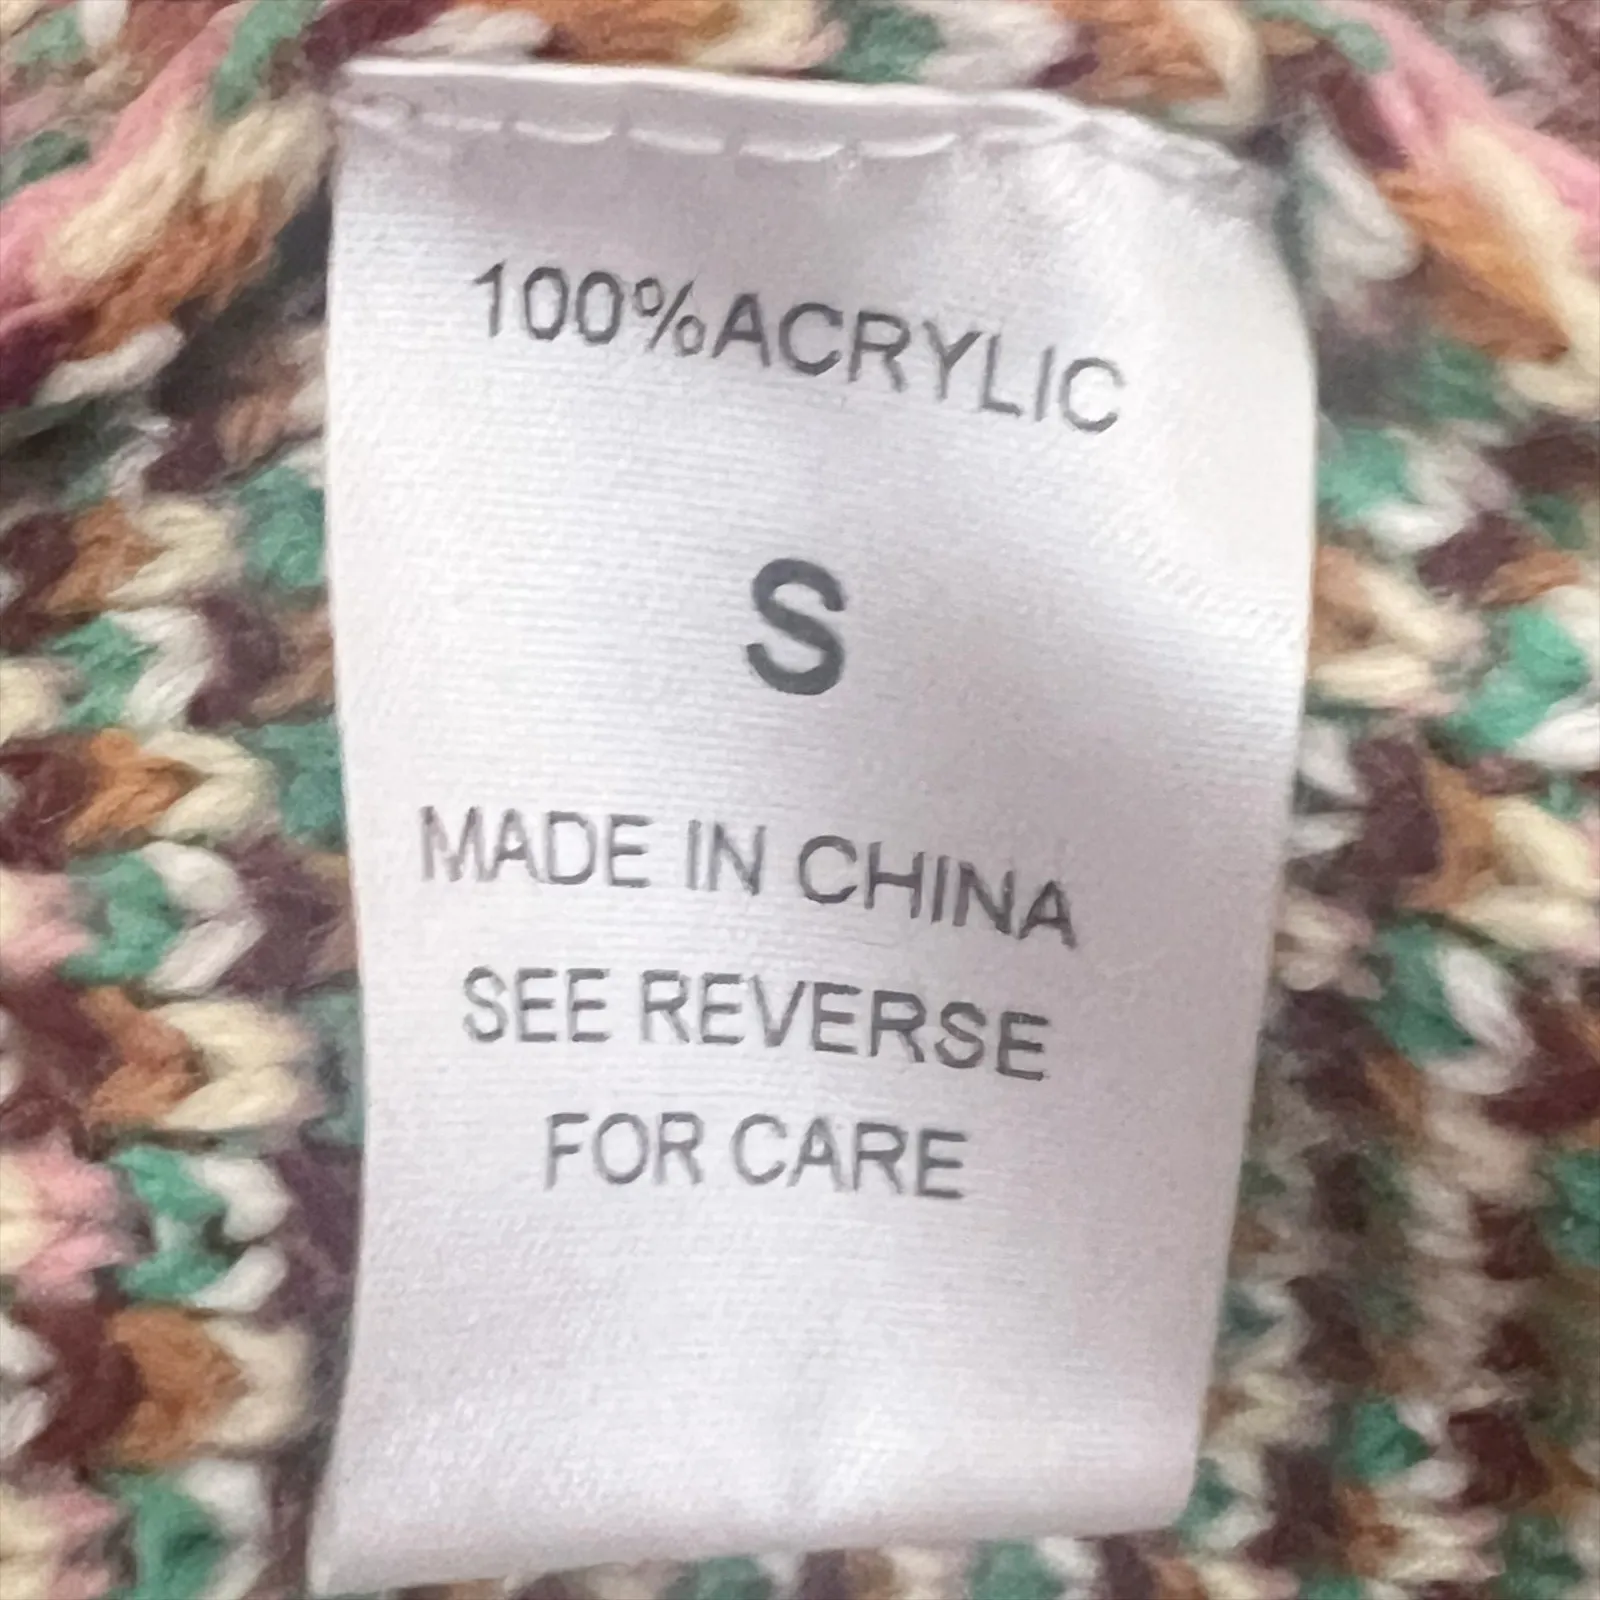 100%ACRYLIC
S
MADE IN CHINA
SEE REVERSE
FOR CARE